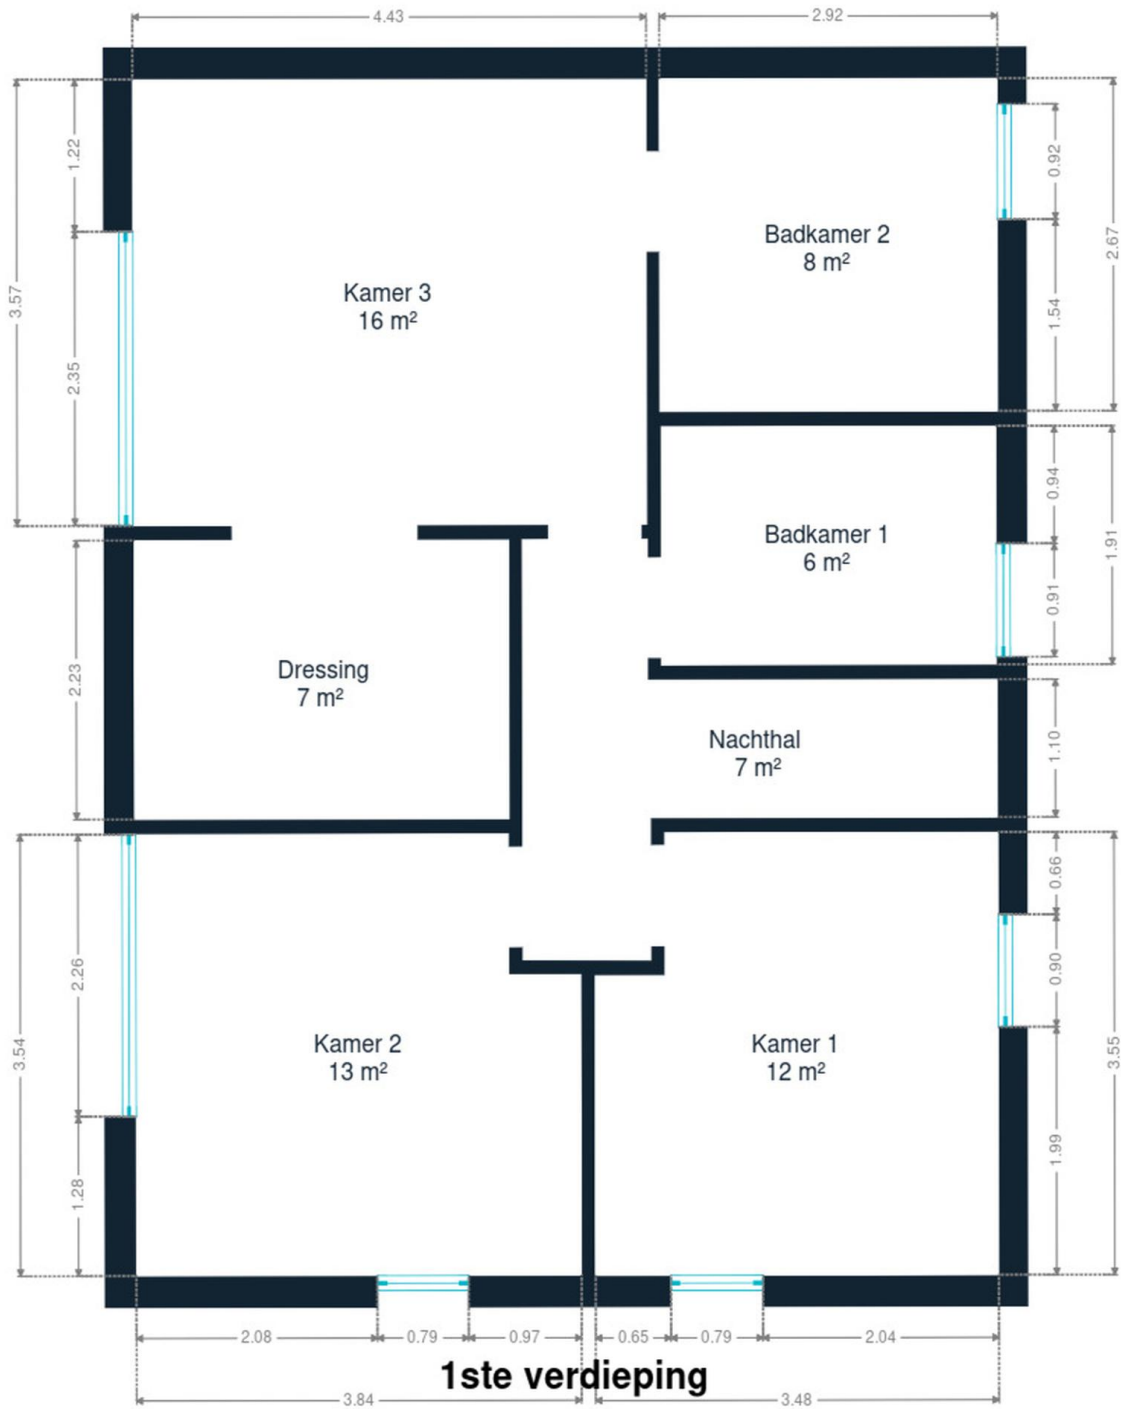 4.43
2.92
1.22
3.57
2.35
0.92
2.67
1.54
Badkamer 2
8 m²
Kamer 3
16 m²
0.94
1.91
0.91
Badkamer 1
6 m²
2.23
Dressing
7 m²
Nachthal
7 m²
1.10
0.66
0.90
3.55
1.99
2.26
3.54
1.28
Kamer 2
13 m²
Kamer 1
12 m²
2.08
0.79
0.97
0.65
0.79
2.04
1ste verdieping
3.84
3.48